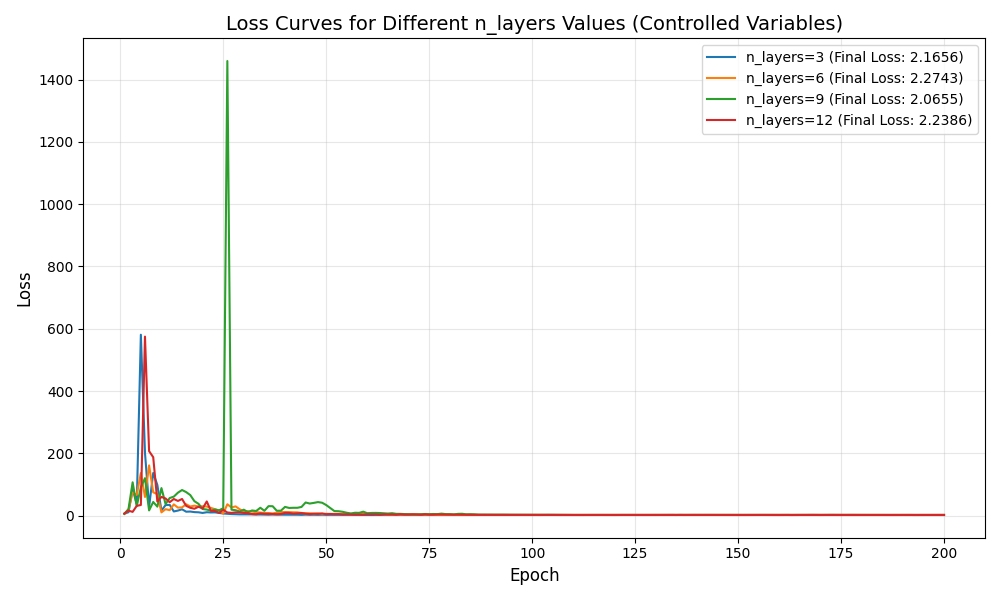 Loss Curves for Different n_layers Values (Controlled Variables)
n_layers=3 (Final Loss: 2.1656)
n_layers=6 (Final Loss: 2.2743)
n_layers=9 (Final Loss: 2.0655)
n_layers=12 (Final Loss: 2.2386)
Loss
1400
1200
1000
800
600
400
200
0
0 25 50 75 100 125 150 175 200
Epoch